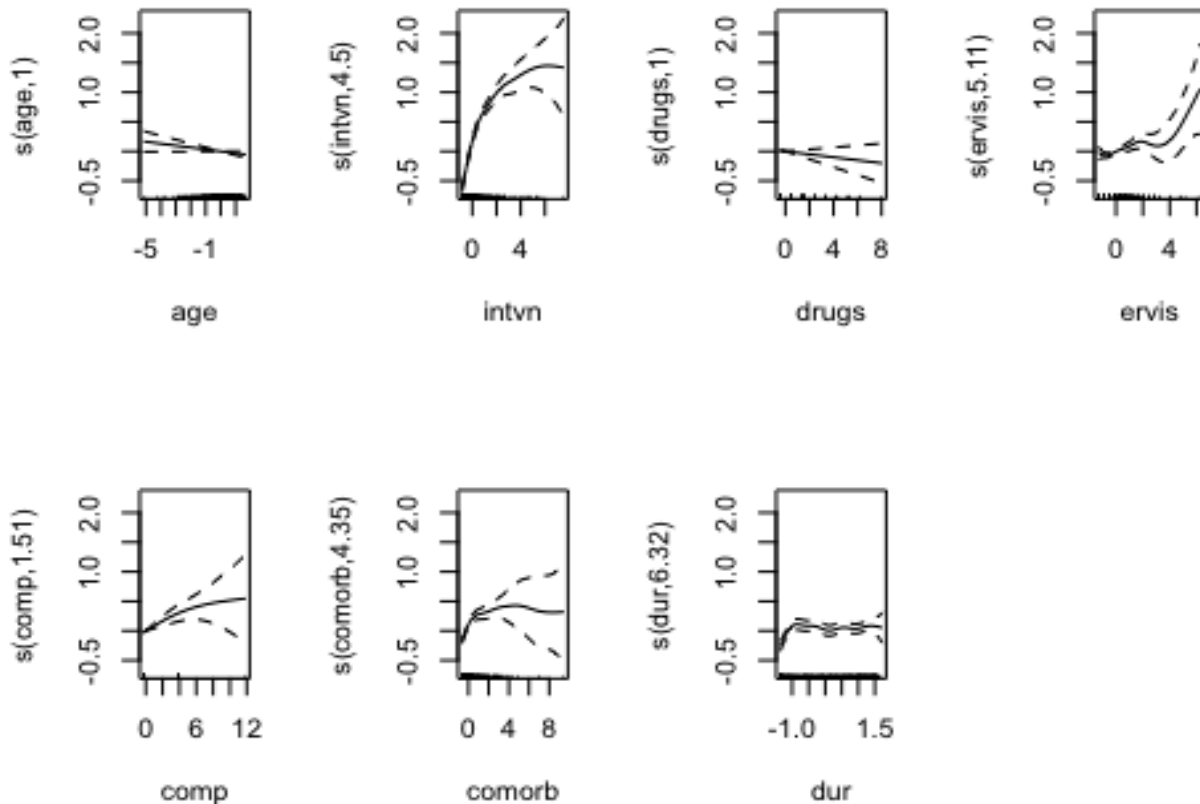 s(age,1)
-0.5 1.0 2.0
-5 -1
age
s(intvn,4.5)
-0.5 1.0 2.0
0 4
intvn
s(drugs,1)
-0.5 1.0 2.0
0 4 8
drugs
s(ervis,5.11)
-0.5 1.0 2.0
0 4
ervis
s(comp,1.51)
-0.5 1.0 2.0
0 6 12
comp
s(comorb,4.35)
-0.5 1.0 2.0
0 4 8
comorb
s(dur,6.32)
-0.5 1.0 2.0
-1.0 1.5
dur